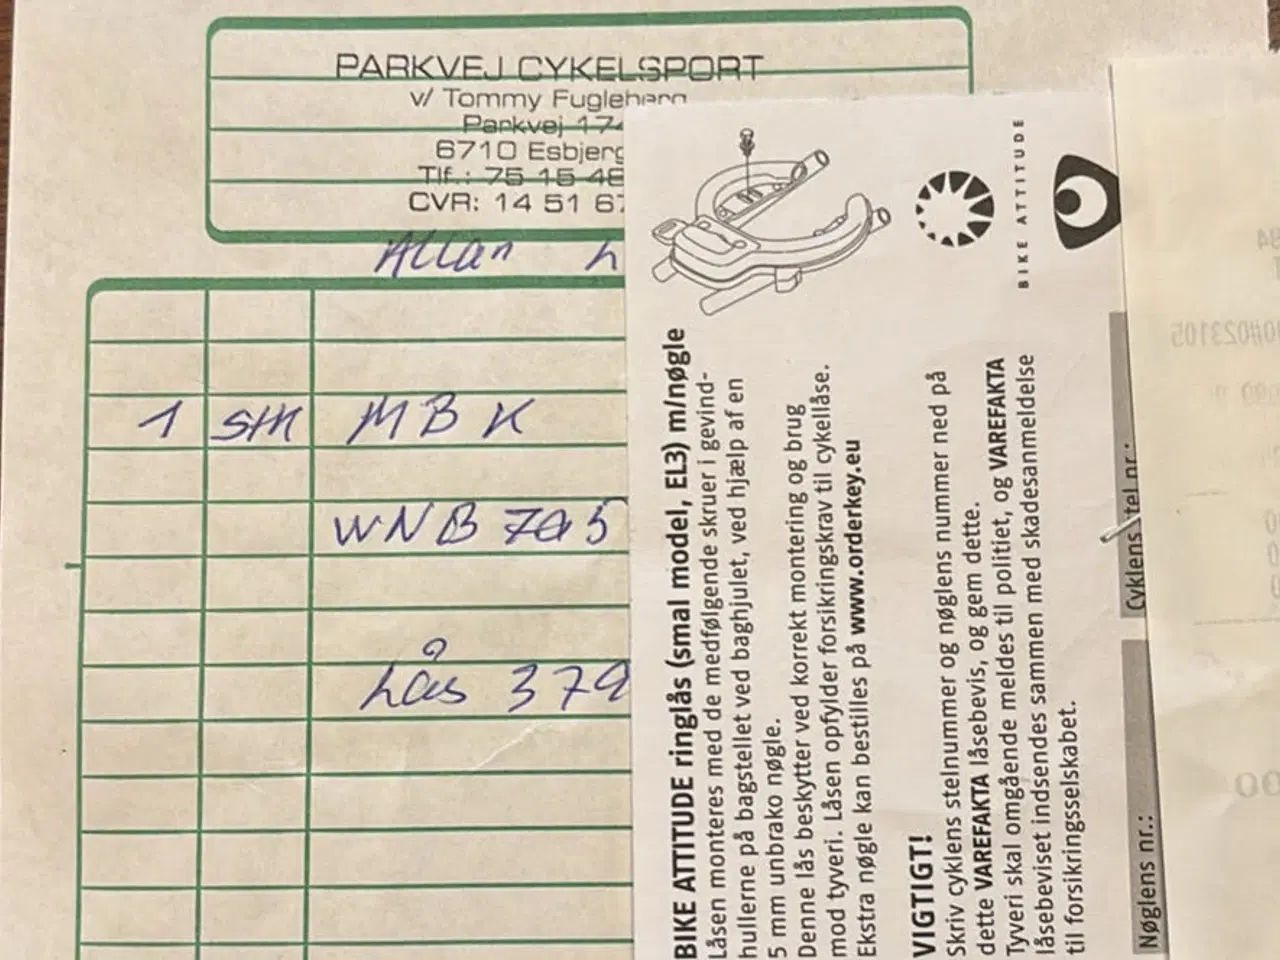 PARKVEJ CYKELSPORT
v/ Tommy Fugleberg
Parkvej 174
6710 Esbjerg
Tlf.: 75 15 46
CVR: 14 51 67
Allan
1 stk MBK
WNB 705
Lås 379
BIKE ATTITUDE
BIKE ATTITUDE ringlås (smal model, EL3) m/nøgle
Låsen monteres med de medfølgende skruer i gevind-
hullerne på bagstellet ved baghjulet, ved hjælp af en
5 mm unbrako nøgle.
Denne lås beskytter ved korrekt montering og brug
mod tyveri. Låsen opfylder forsikringskrav til cykellåse.
Ekstra nøgle kan bestilles på www.orderkey.eu
VIGTIGT!
Skriv cyklens stelnummer og nøglens nummer ned på
dette VAREFAKTA låsebevis, og gem dette.
Tyveri skal omgående meldes til politiet, og VAREFAKTA
låsebeviset indsendes sammen med skadesanmeldelse
til forsikringsselskabet.
Nøglens nr.:
Cyklens stel nr.: